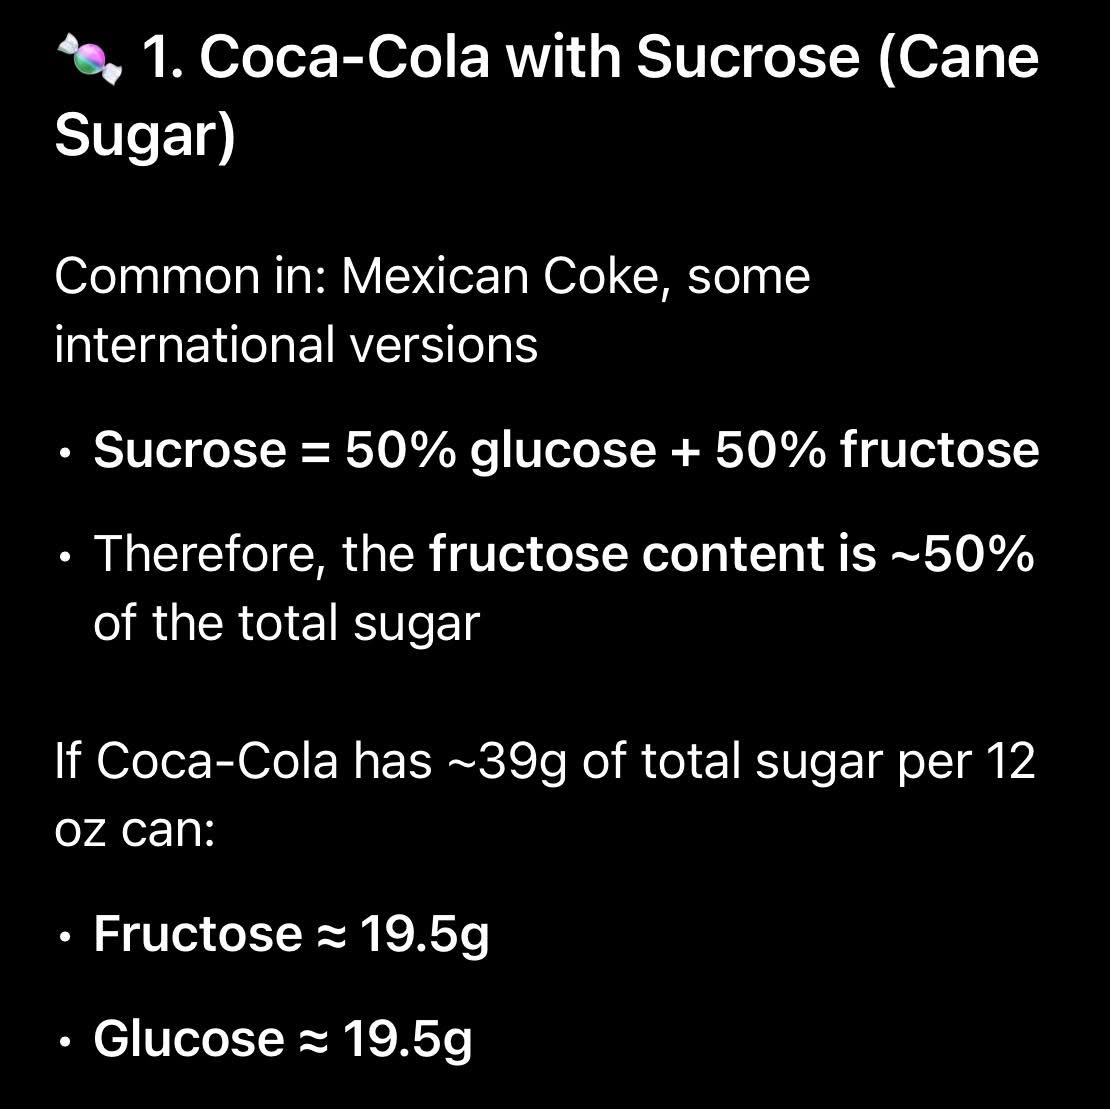 🍬 1. Coca-Cola with Sucrose (Cane
Sugar)
Common in: Mexican Coke, some
international versions
• Sucrose = 50% glucose + 50% fructose
• Therefore, the fructose content is ~50%
of the total sugar
If Coca-Cola has ~39g of total sugar per 12
oz can:
• Fructose ≈ 19.5g
• Glucose ≈ 19.5g